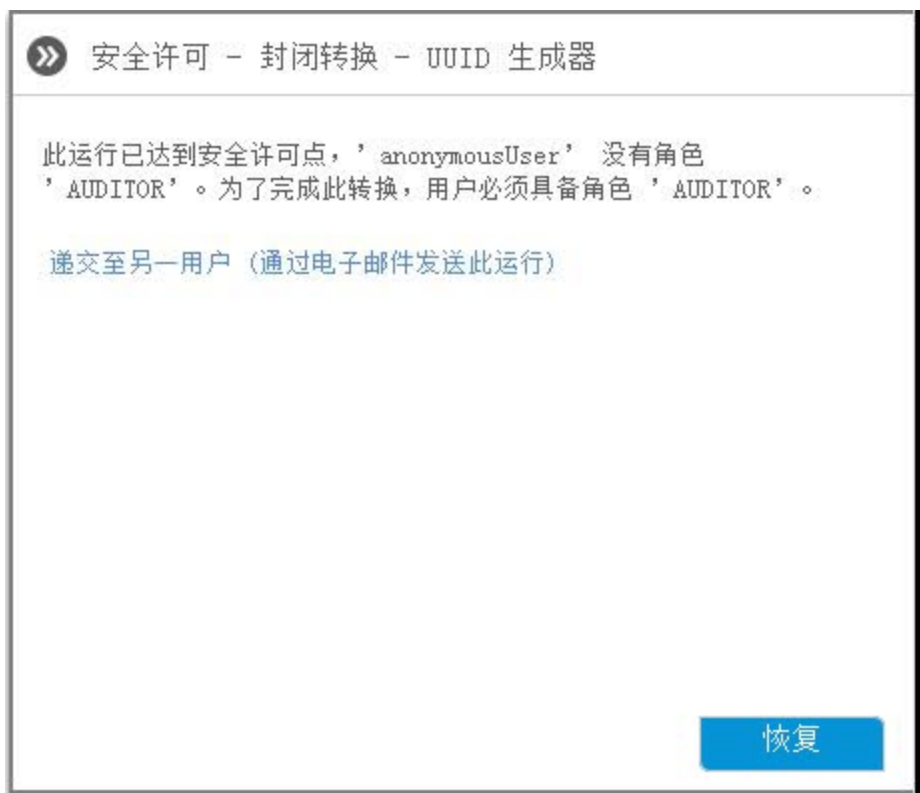 安全许可 - 封闭转换 - UUID 生成器
此运行已达到安全许可点，'anonymousUser' 没有角色
'AUDITOR'。为了完成此转换，用户必须具备角色 'AUDITOR'。
递交至另一用户 (通过电子邮件发送此运行)
恢复